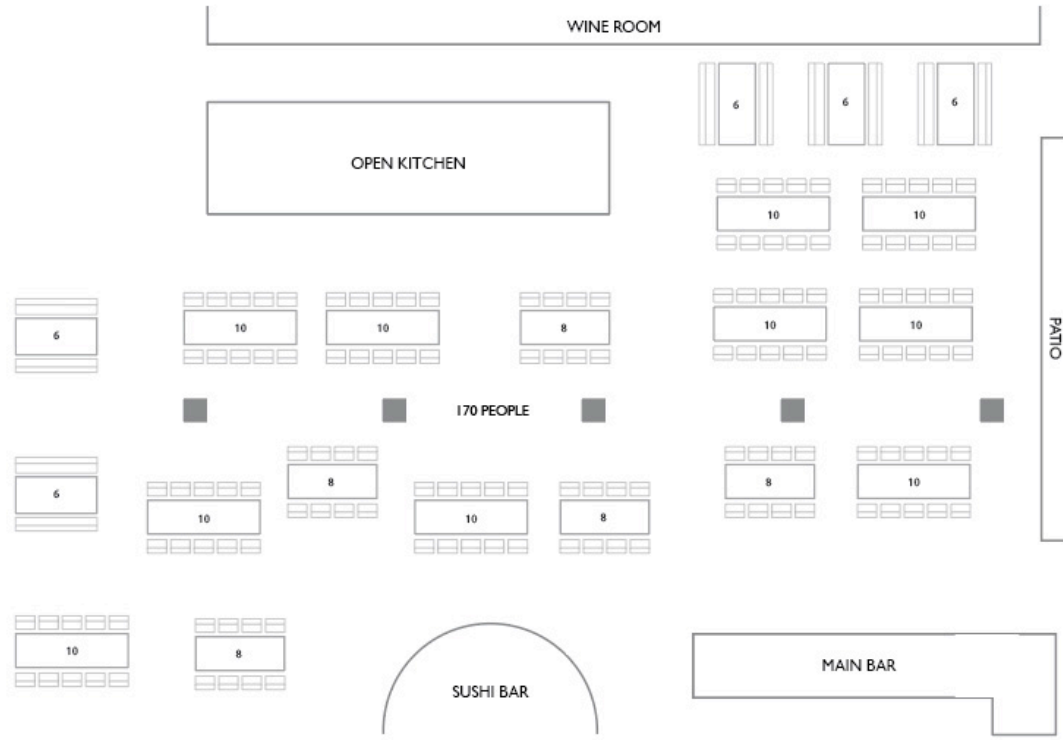 WINE ROOM
6 6 6
OPEN KITCHEN
10 10
6 10 10 8 10 10
PATIO
170 PEOPLE
6 10 8 10 8 8 10
10 8
SUSHI BAR
MAIN BAR